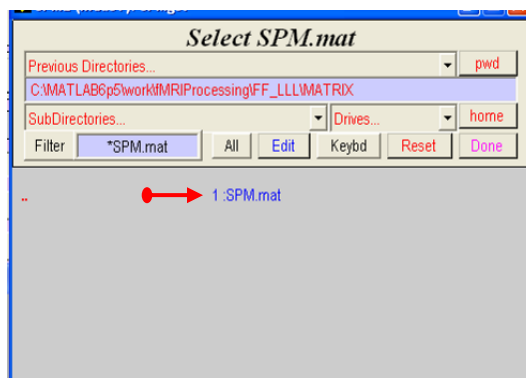 Select SPM.mat
Previous Directories... pwd
C:\MATLAB6p5\work\fMRIProcessing\FF_LLL\MATRIX
SubDirectories... Drives... home
Filter *SPM.mat All Edit Keybd Reset Done
.. 1 :SPM.mat